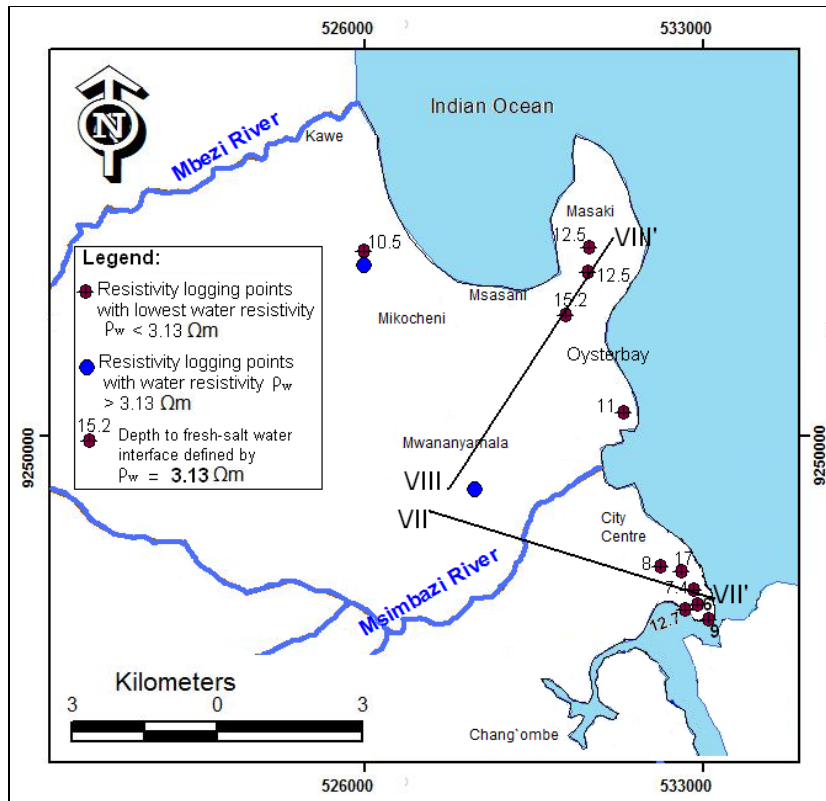 526000
533000
N
Indian Ocean
Kawe
Mbezi River
Masaki
12.5
VIII'
10.5
12.5
Msasani
15.2
Mikocheni
Oysterbay
Legend:
Resistivity logging points
with lowest water resistivity
ρw < 3.13 Ωm
Resistivity logging points
with water resistivity ρw
> 3.13 Ωm
15.2
Depth to fresh-salt water
interface defined by
ρw = 3.13 Ωm
11
9250000
9250000
Mwananyamala
VIII
VII
City
Centre
8
17
7.4
VII'
6
12.7
9
Msimbazi River
Kilometers
3
0
3
Chang`ombe
526000
533000